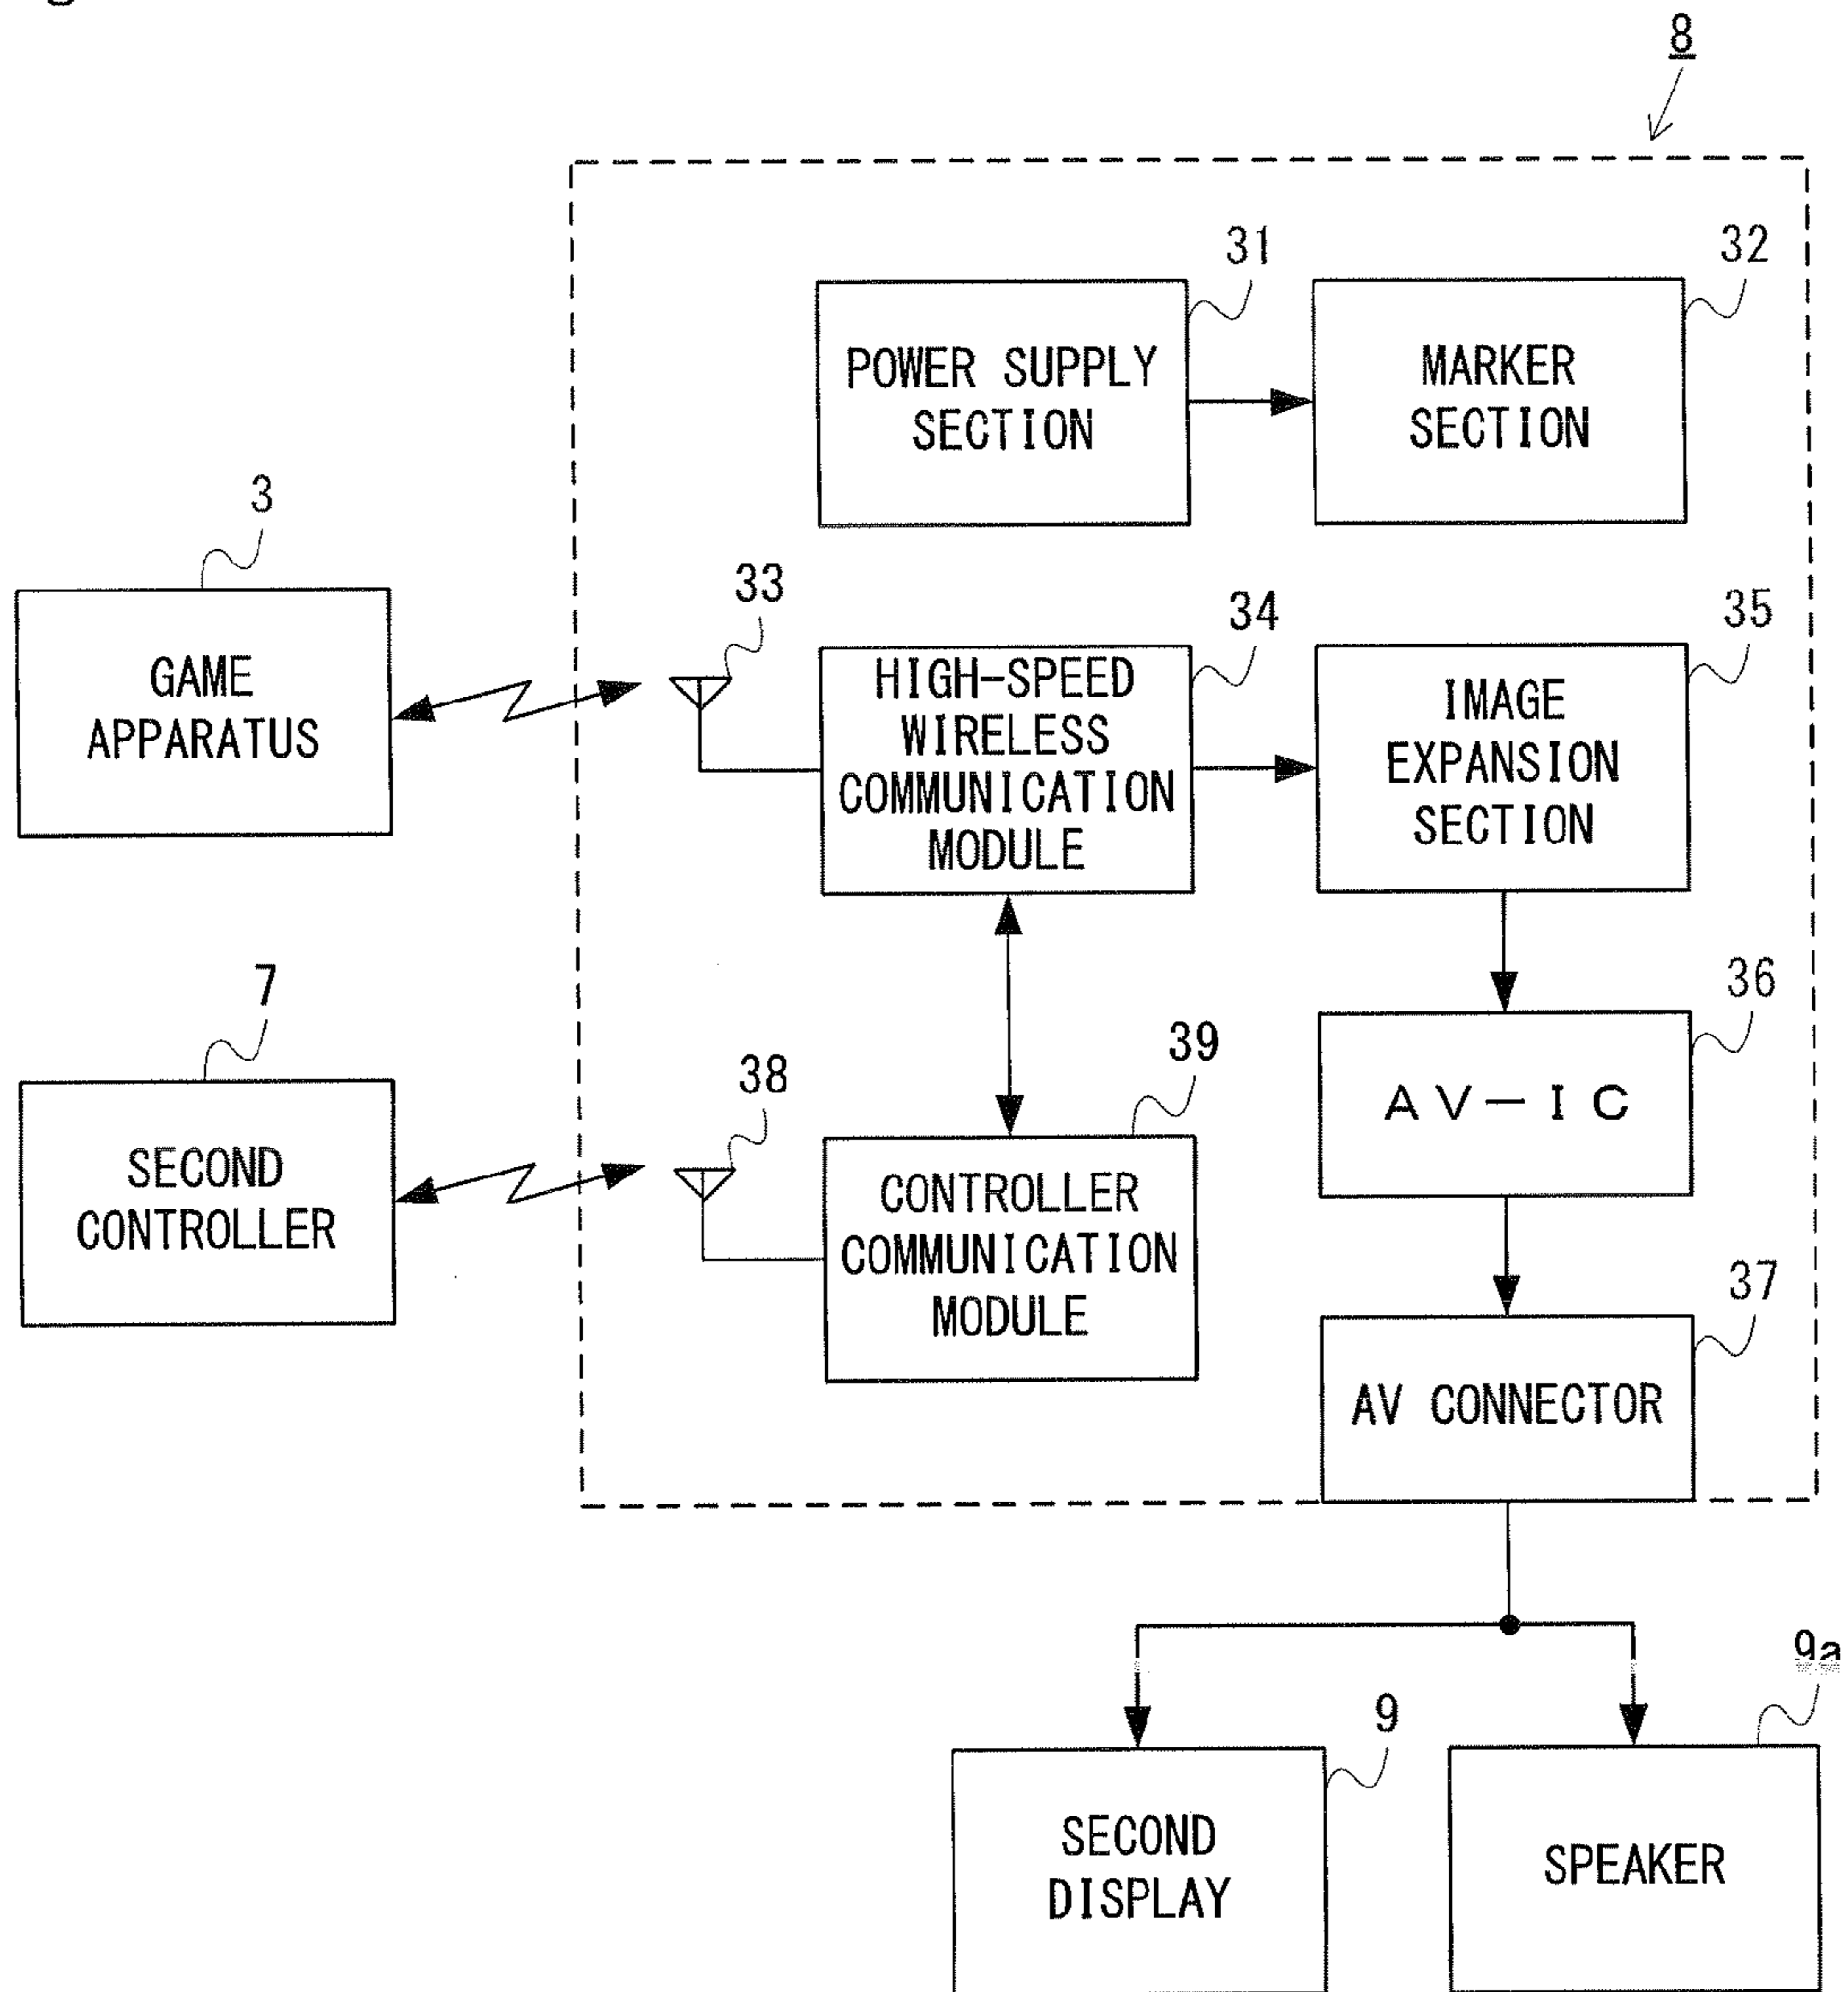 8
31
32
POWER SUPPLY
SECTION
MARKER
SECTION
3
33
34
35
GAME
APPARATUS
HIGH-SPEED
WIRELESS
COMMUNICATION
MODULE
IMAGE
EXPANSION
SECTION
7
38
39
36
SECOND
CONTROLLER
CONTROLLER
COMMUNICATION
MODULE
AV-IC
37
AV CONNECTOR
9
9a
SECOND
DISPLAY
SPEAKER